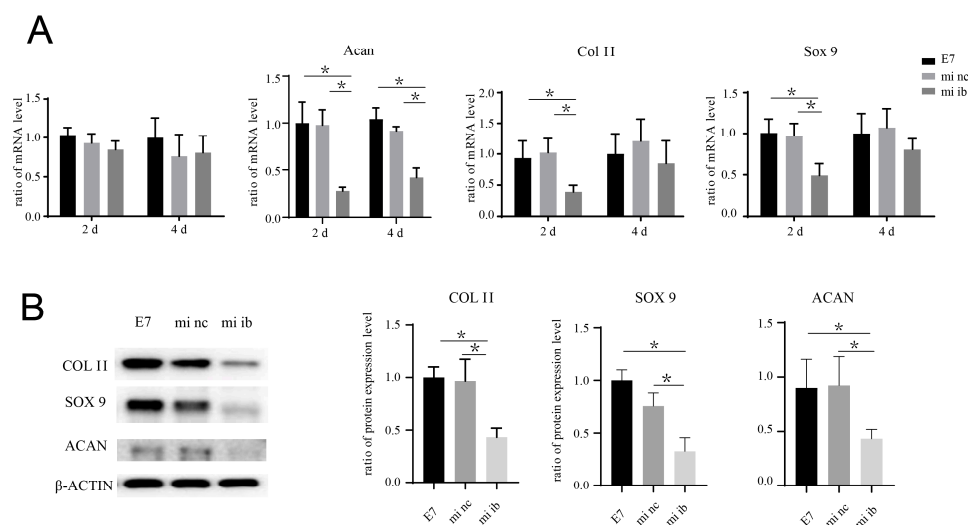 A
ratio of mRNA level
1.5
1.0
0.5
0.0
2 d
4 d
Acan
ratio of mRNA level
1.5
1.0
0.5
0.0
*
*
*
*
2 d
4 d
Col II
ratio of mRNA level
2.0
1.5
1.0
0.5
0.0
*
*
2 d
4 d
Sox 9
ratio of mRNA level
1.5
1.0
0.5
0.0
*
*
2 d
4 d
E7
mi nc
mi ib
B
E7 mi nc mi ib
COL II
SOX 9
ACAN
β-ACTIN
COL II
ratio of protein expression level
1.5
1.0
0.5
0.0
*
*
E7
mi nc
mi ib
SOX 9
ratio of protein expression level
1.5
1.0
0.5
0.0
*
*
E7
mi nc
mi ib
ACAN
ratio of protein expression level
1.5
1.0
0.5
0.0
*
*
E7
mi nc
mi ib